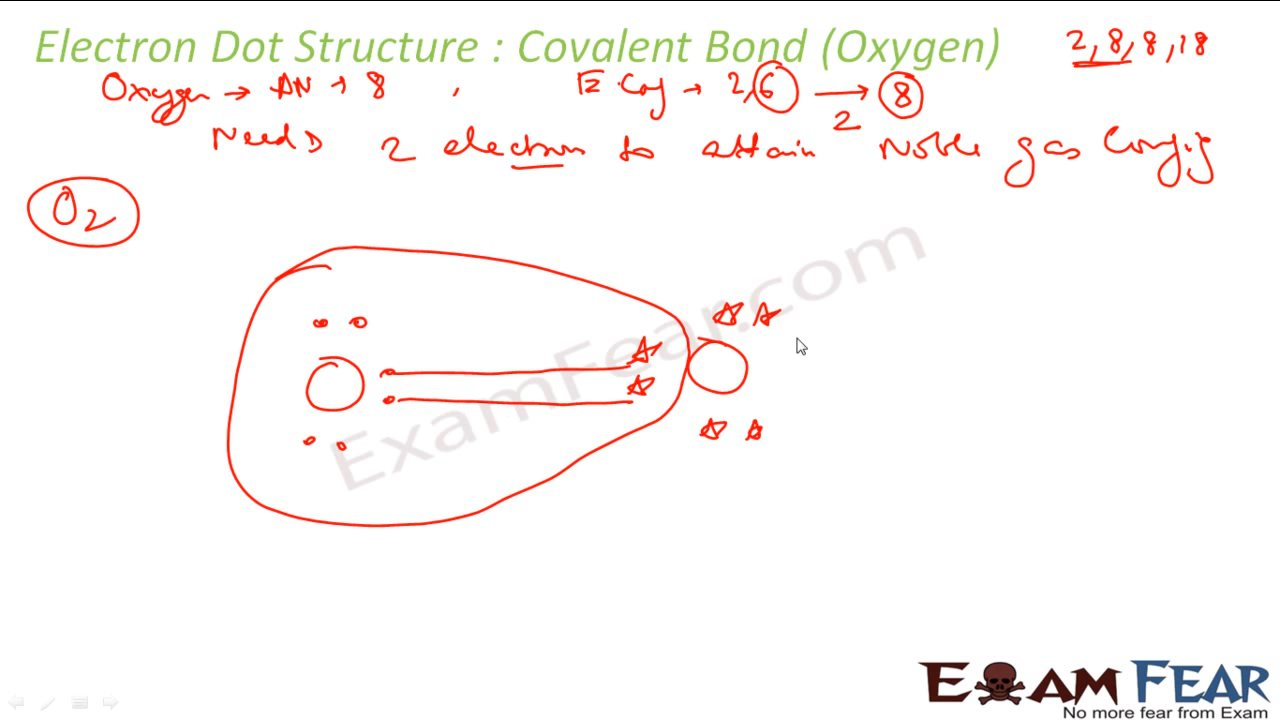 Electron Dot Structure : Covalent Bond (Oxygen)
2, 8, 8, 18
Oxygen → AN → 8 , E. Conf → 2, 6 → 8
2
Needs 2 electron to attain Noble gas Config
O2
ExamFear.com
EXAM FEAR
No more fear from Exam